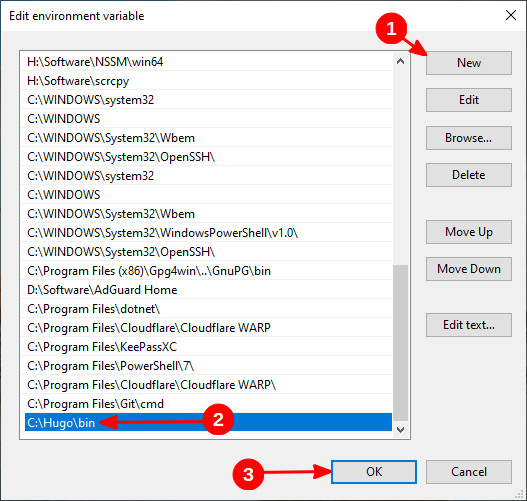 Edit environment variable
1
H:\Software\NSSM\win64
H:\Software\scrcpy
C:\WINDOWS\system32
C:\WINDOWS
C:\WINDOWS\System32\Wbem
C:\WINDOWS\System32\OpenSSH\
C:\WINDOWS\system32
C:\WINDOWS
C:\WINDOWS\System32\Wbem
C:\WINDOWS\System32\WindowsPowerShell\v1.0\
C:\WINDOWS\System32\OpenSSH\
C:\Program Files (x86)\Gpg4win\..\GnuPG\bin
D:\Software\AdGuard Home
C:\Program Files\dotnet\
C:\Program Files\Cloudflare\Cloudflare WARP
C:\Program Files\KeePassXC
C:\Program Files\PowerShell\7\
C:\Program Files\Cloudflare\Cloudflare WARP\
C:\Program Files\Git\cmd
C:\Hugo\bin
2
New
Edit
Browse...
Delete
Move Up
Move Down
Edit text...
3
OK
Cancel